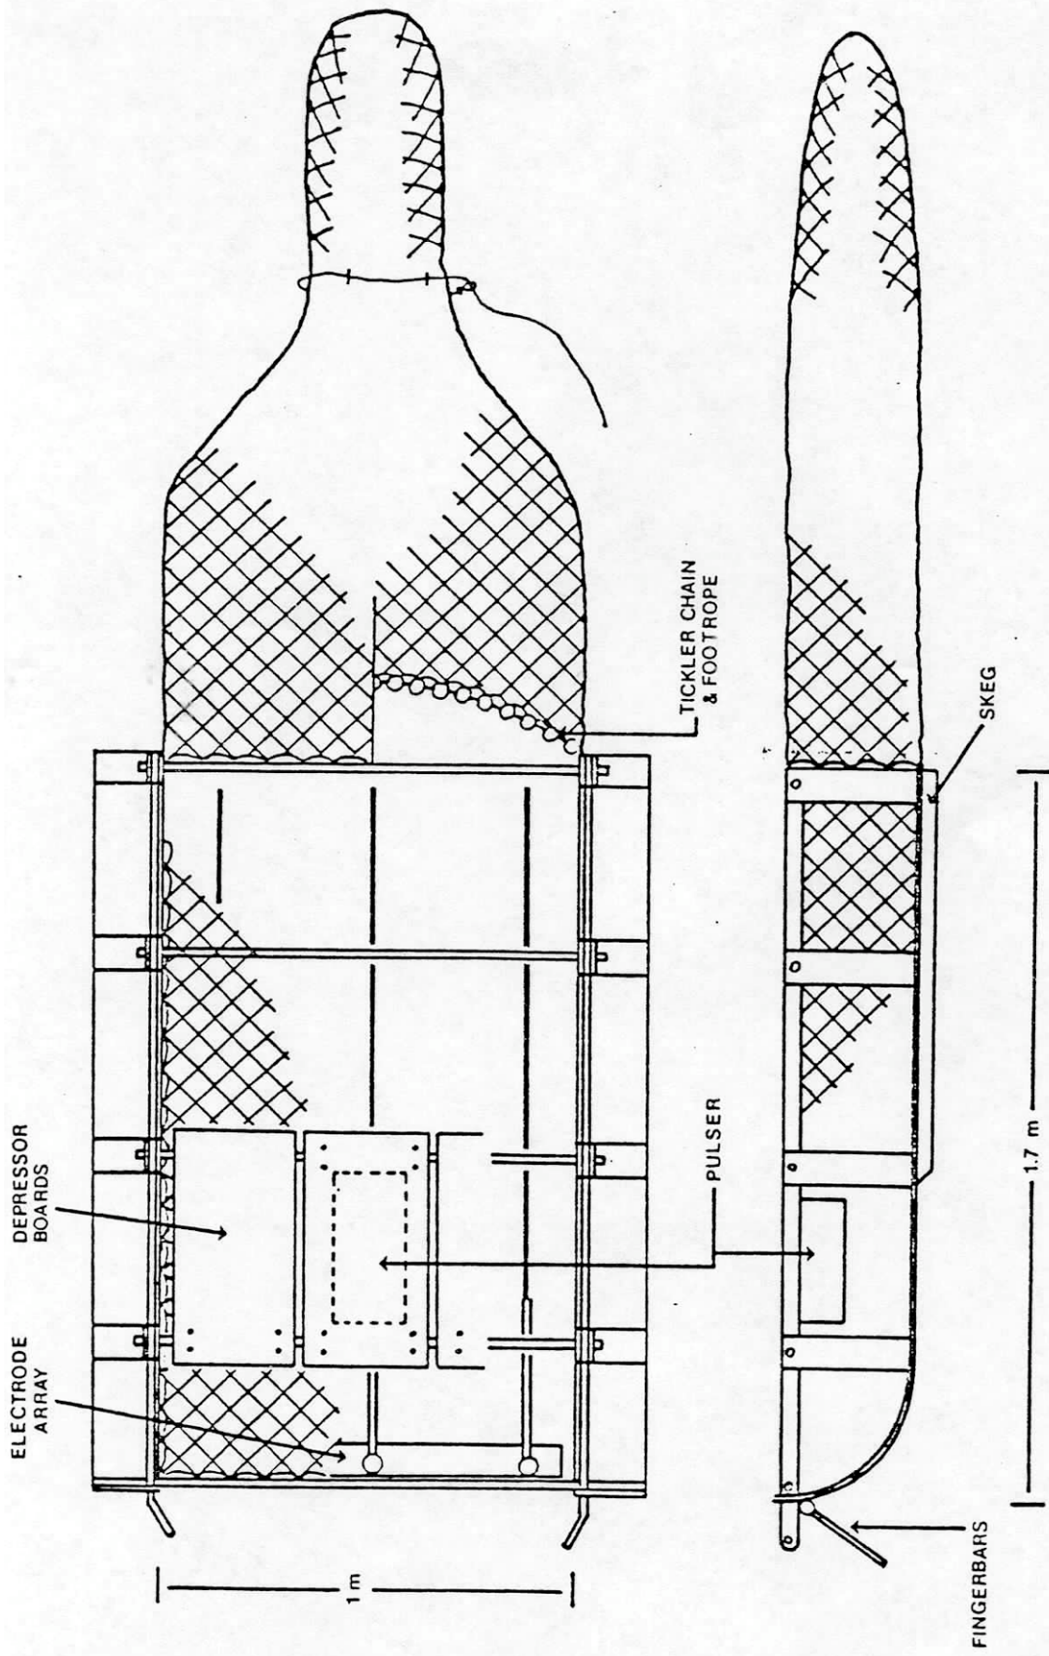 ELECTRODE
ARRAY
DEPRESSOR
BOARDS
1 m
TICKLER CHAIN
& FOOTROPE
PULSER
SKEG
FINGERBARS
1.7 m